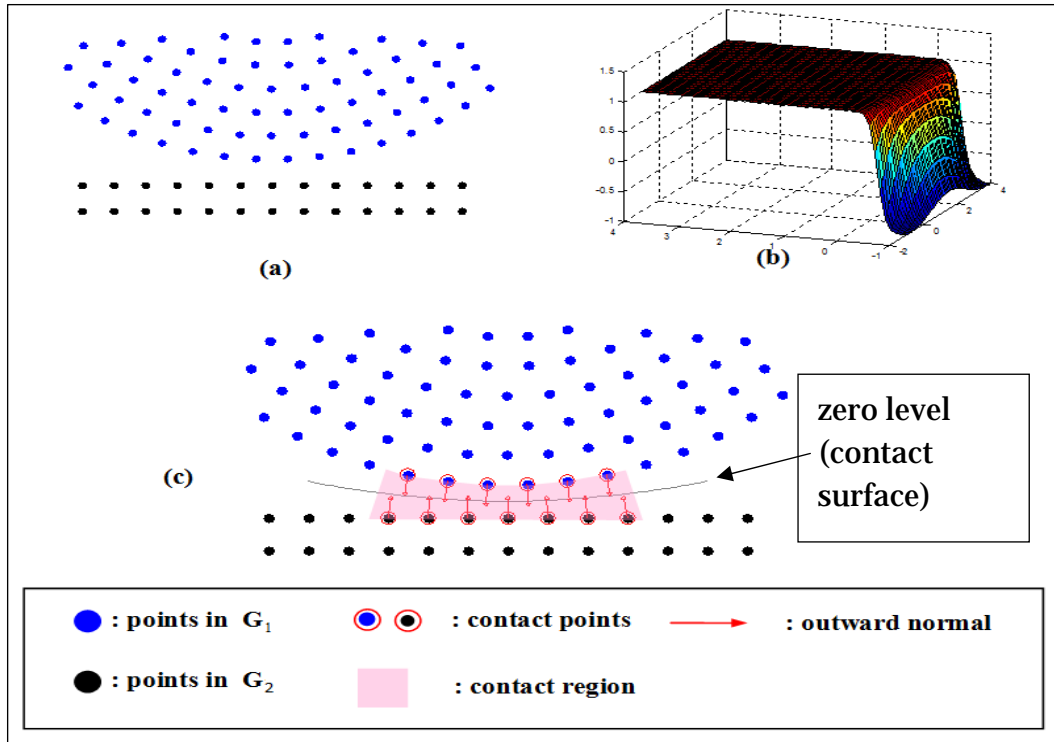 (a)
1.5
1
0.5
0
−0.5
−1
4
3
2
1
0
−1
−2
0
2
4
(b)
(c)
zero level
(contact
surface)
: points in G1
: contact points
: outward normal
: points in G2
: contact region